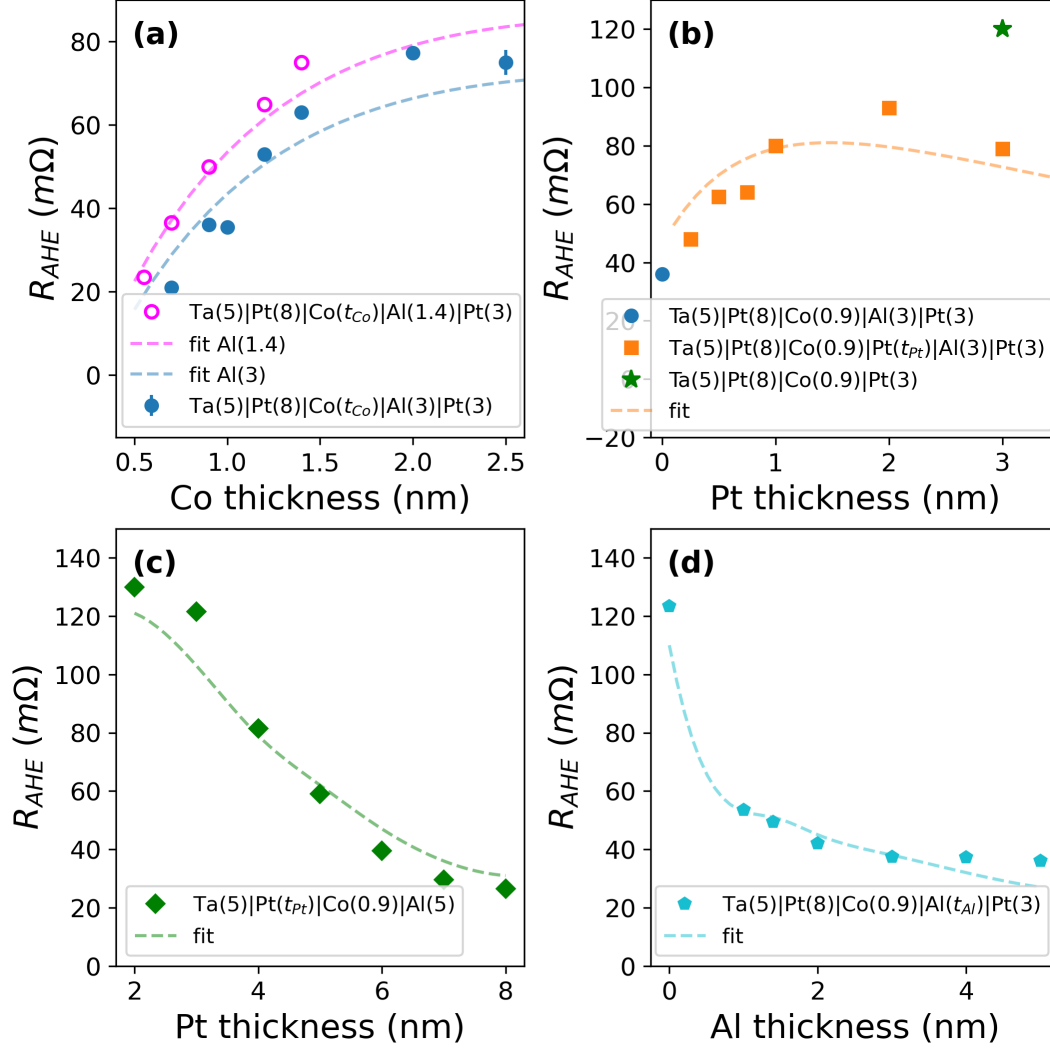 (a)
80
60
40
20
0
R_AHE (mΩ)
Ta(5)|Pt(8)|Co(t_Co)|Al(1.4)|Pt(3)
fit Al(1.4)
fit Al(3)
Ta(5)|Pt(8)|Co(t_Co)|Al(3)|Pt(3)
0.5 1.0 1.5 2.0 2.5
Co thickness (nm)
(b)
120
100
80
60
40
20
0
−20
R_AHE (mΩ)
Ta(5)|Pt(8)|Co(0.9)|Al(3)|Pt(3)
Ta(5)|Pt(8)|Co(0.9)|Pt(t_Pt)|Al(3)|Pt(3)
Ta(5)|Pt(8)|Co(0.9)|Pt(3)
fit
0 1 2 3
Pt thickness (nm)
(c)
140
120
100
80
60
40
20
0
R_AHE (mΩ)
Ta(5)|Pt(t_Pt)|Co(0.9)|Al(5)
fit
2 4 6 8
Pt thickness (nm)
(d)
140
120
100
80
60
40
20
0
R_AHE (mΩ)
Ta(5)|Pt(8)|Co(0.9)|Al(t_Al)|Pt(3)
fit
0 2 4
Al thickness (nm)